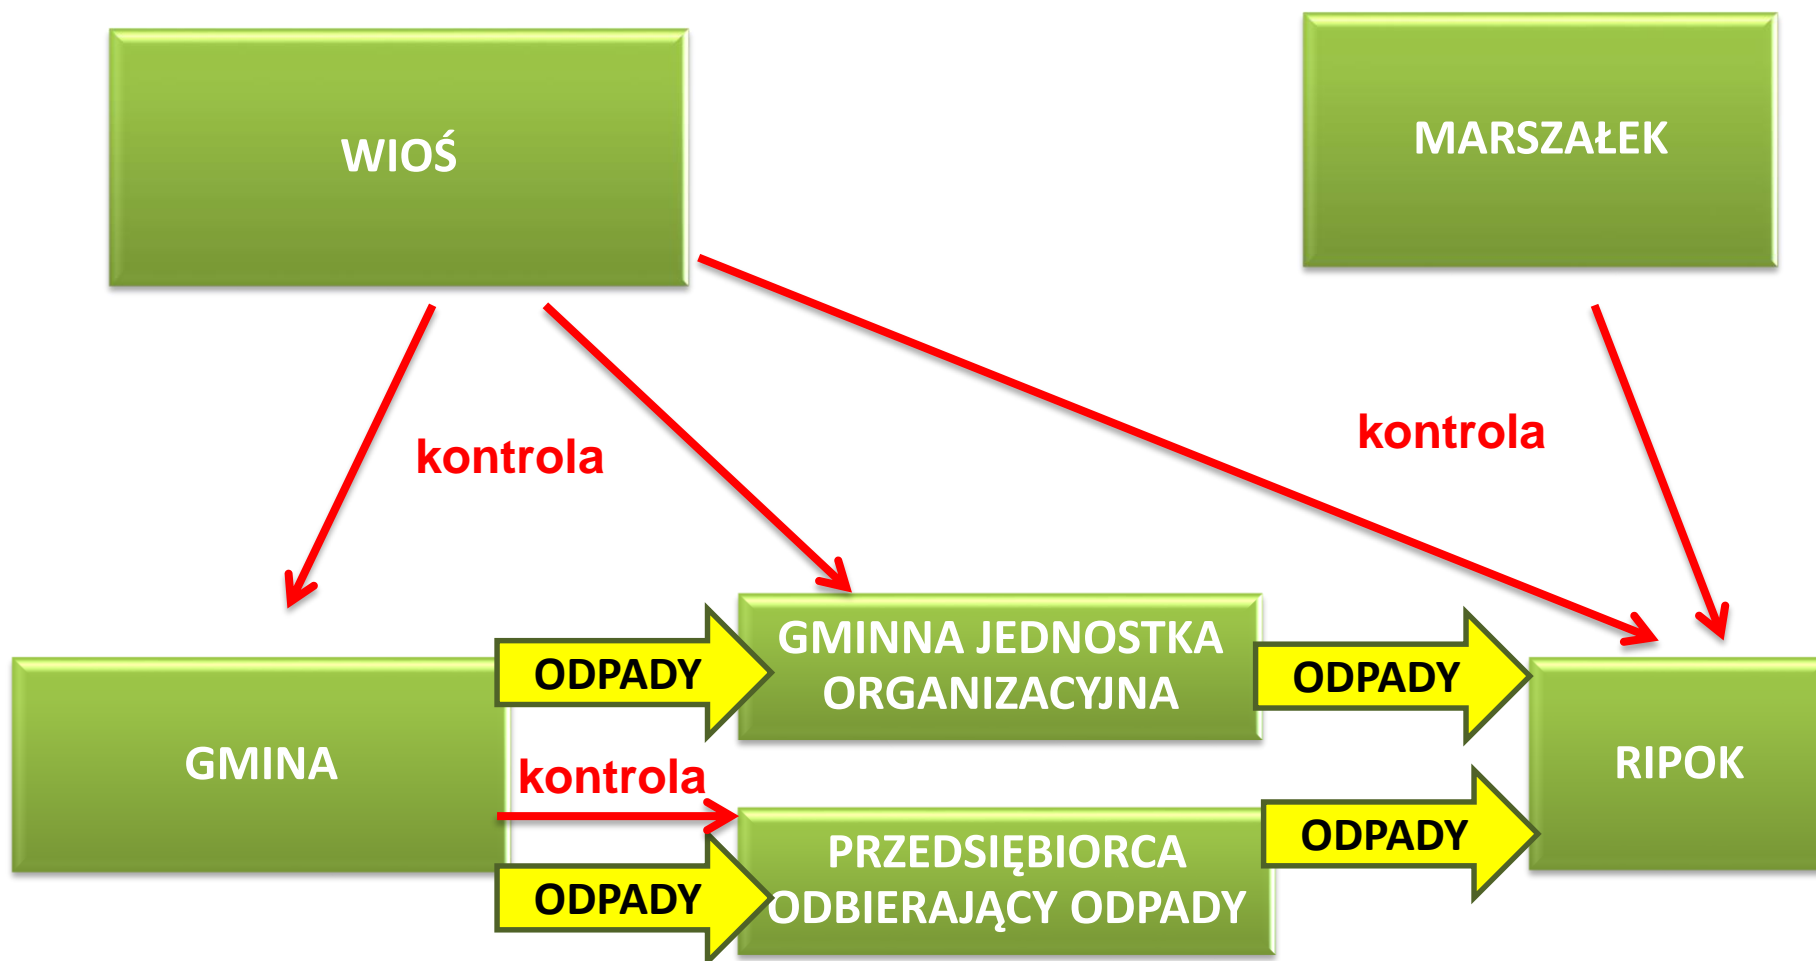 WIOŚ
MARSZAŁEK
kontrola
kontrola
GMINA
ODPADY
GMINNA JEDNOSTKA
ORGANIZACYJNA
ODPADY
RIPOK
kontrola
ODPADY
PRZEDSIĘBIORCA
ODBIERAJĄCY ODPADY
ODPADY